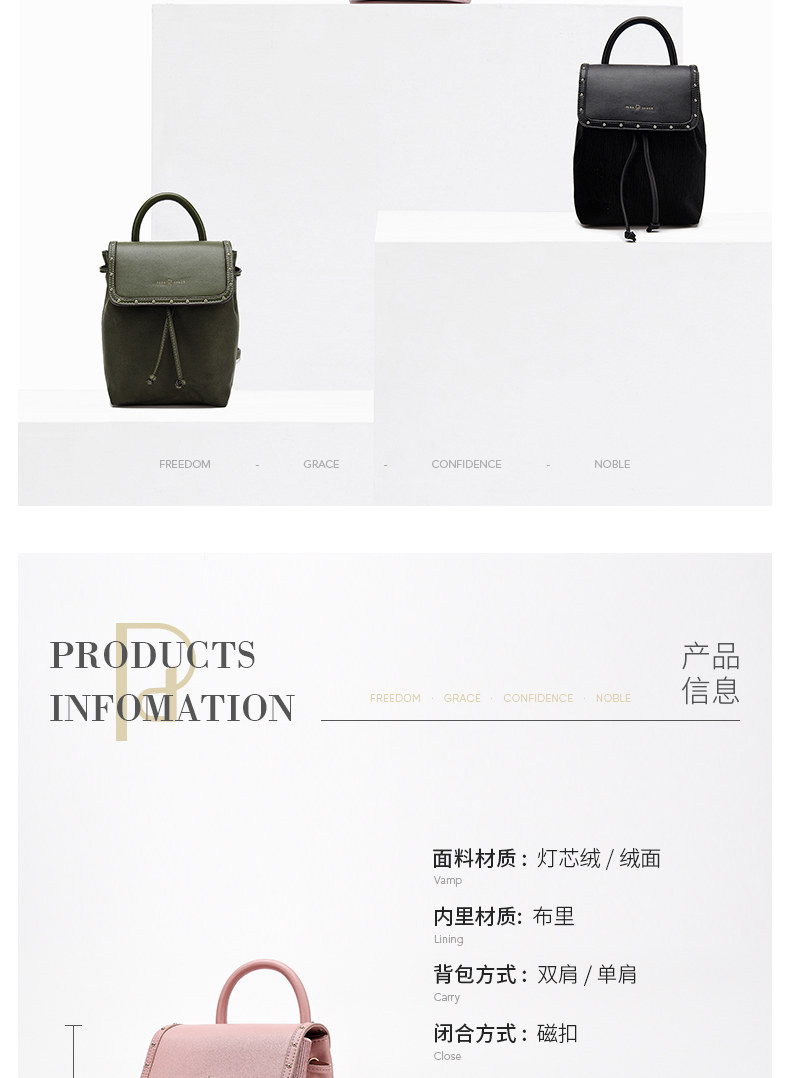 FREEDOM - GRACE - CONFIDENCE - NOBLE
PRODUCTS
INFOMATION
FREEDOM · GRACE · CONFIDENCE · NOBLE
产品
信息
面料材质 : 灯芯绒 / 绒面
Vamp
内里材质: 布里
Lining
背包方式 : 双肩 / 单肩
Carry
闭合方式 : 磁扣
Close